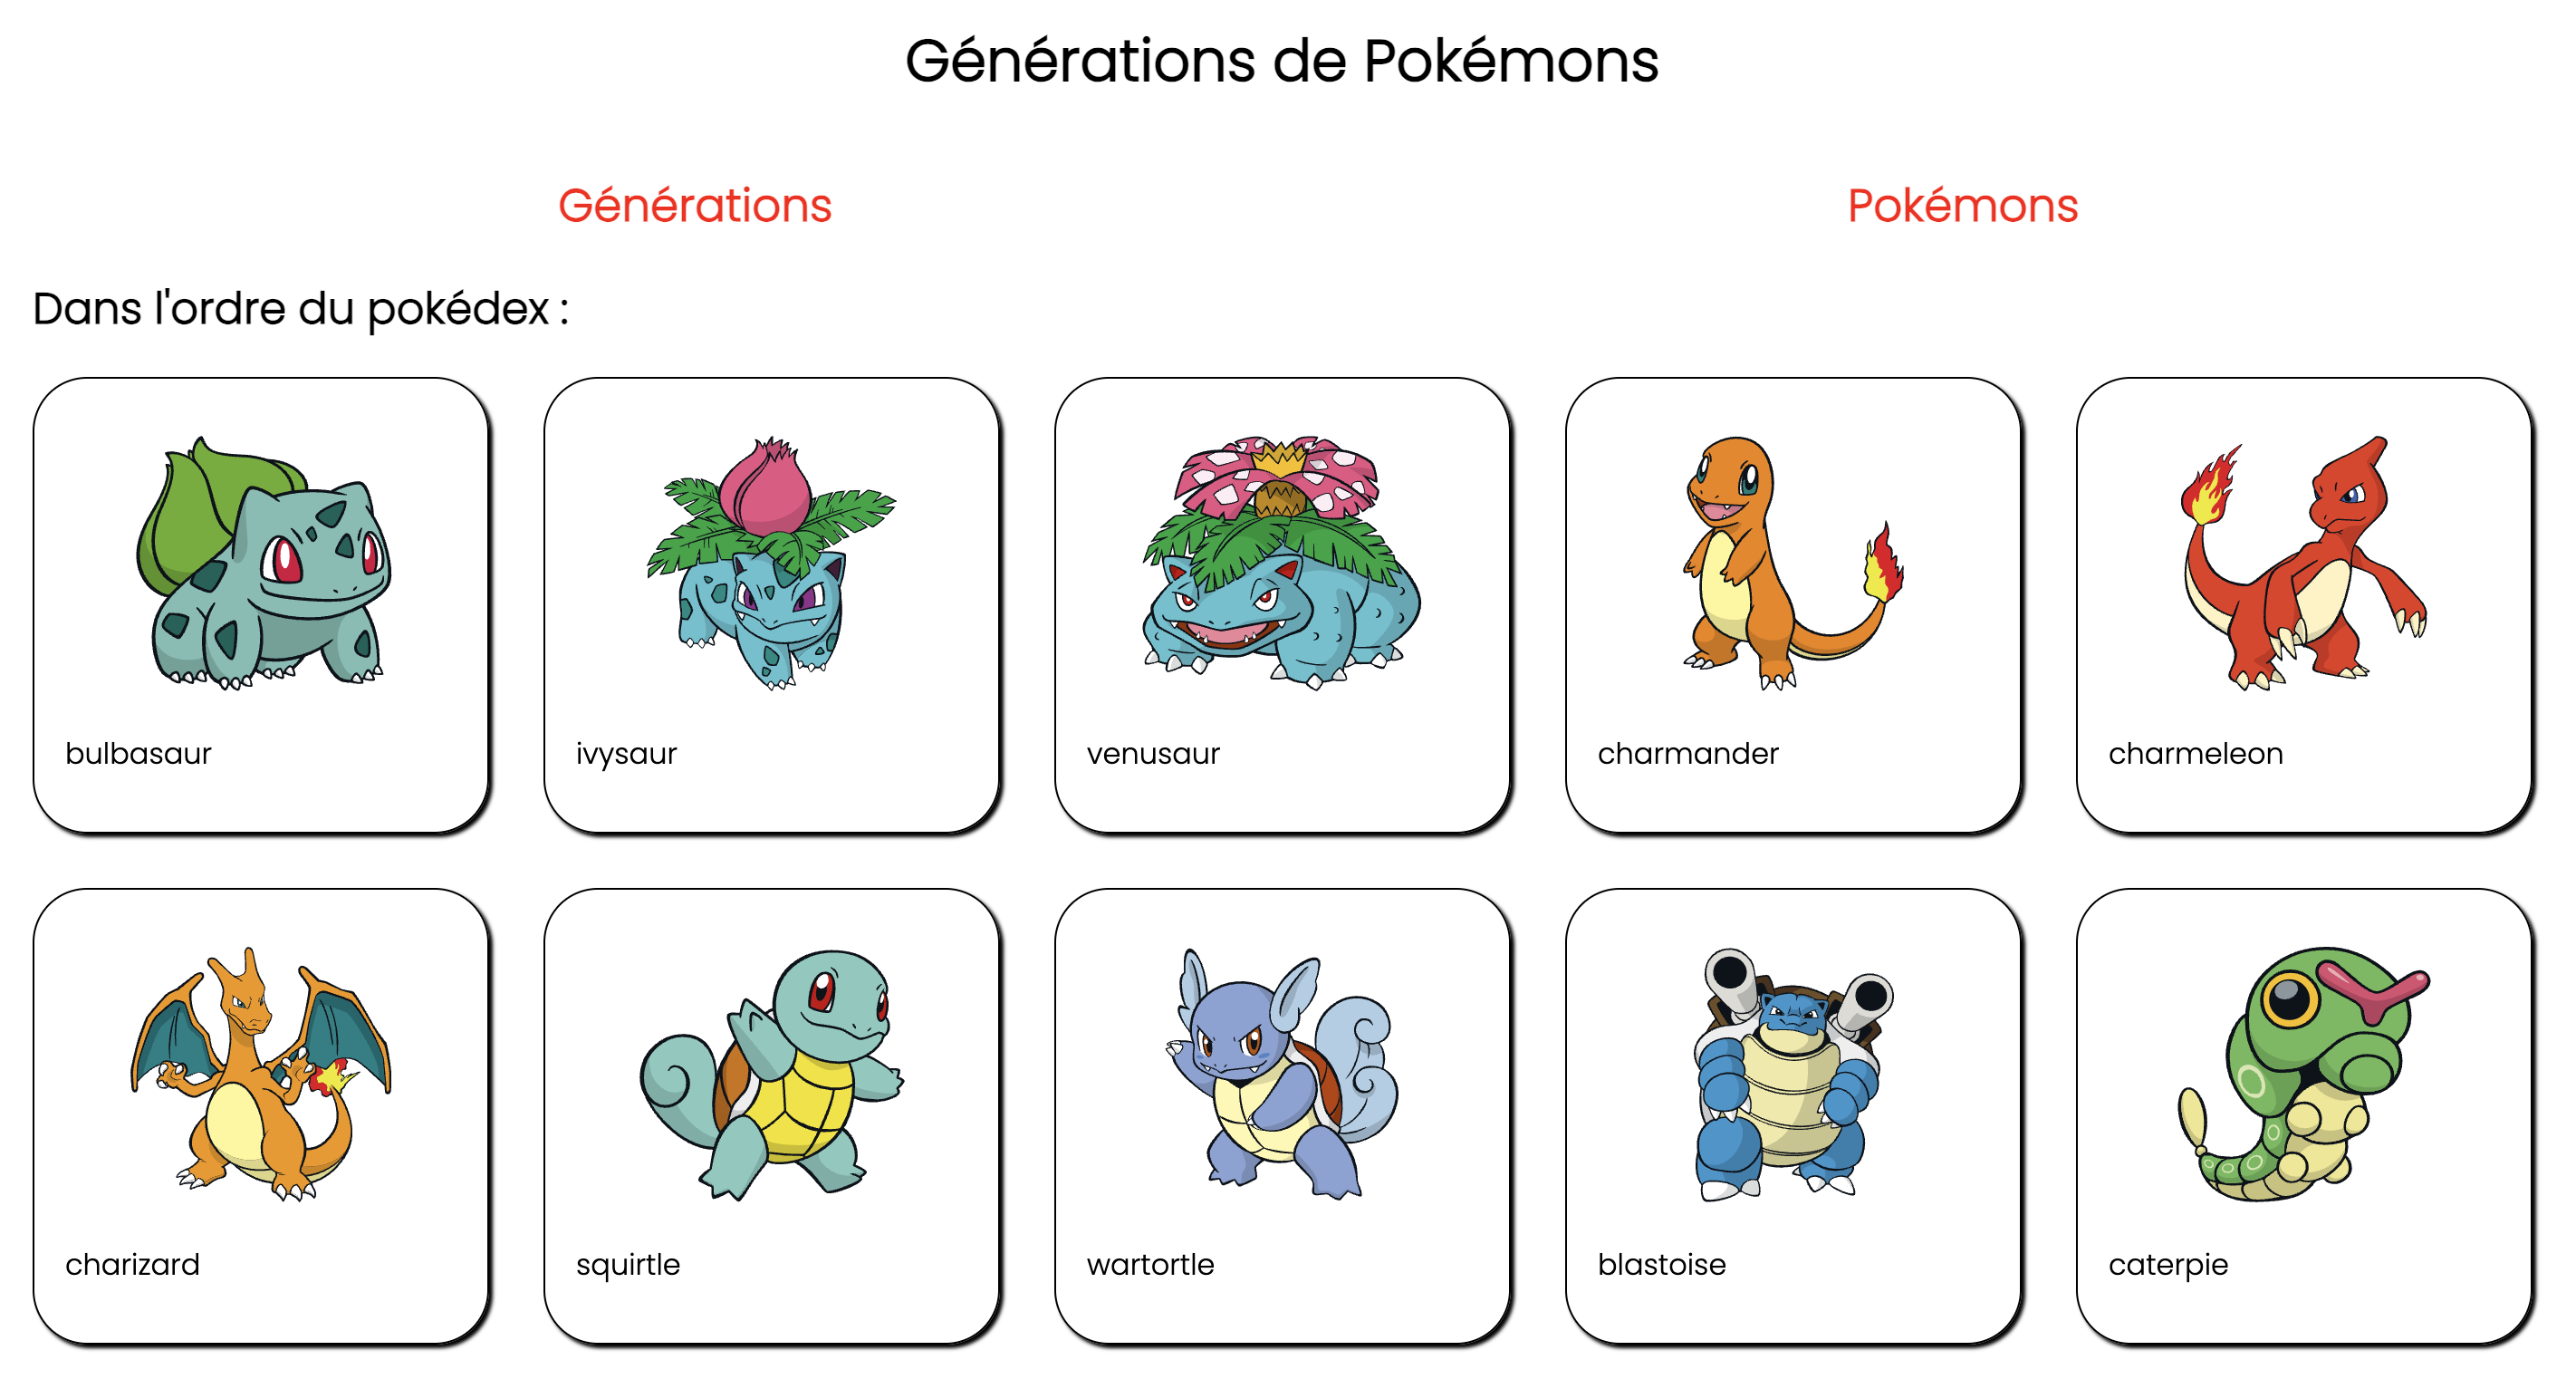 Générations de Pokémons
Générations
Pokémons
Dans l'ordre du pokédex :
bulbasaur
ivysaur
venusaur
charmander
charmeleon
charizard
squirtle
wartortle
blastoise
caterpie